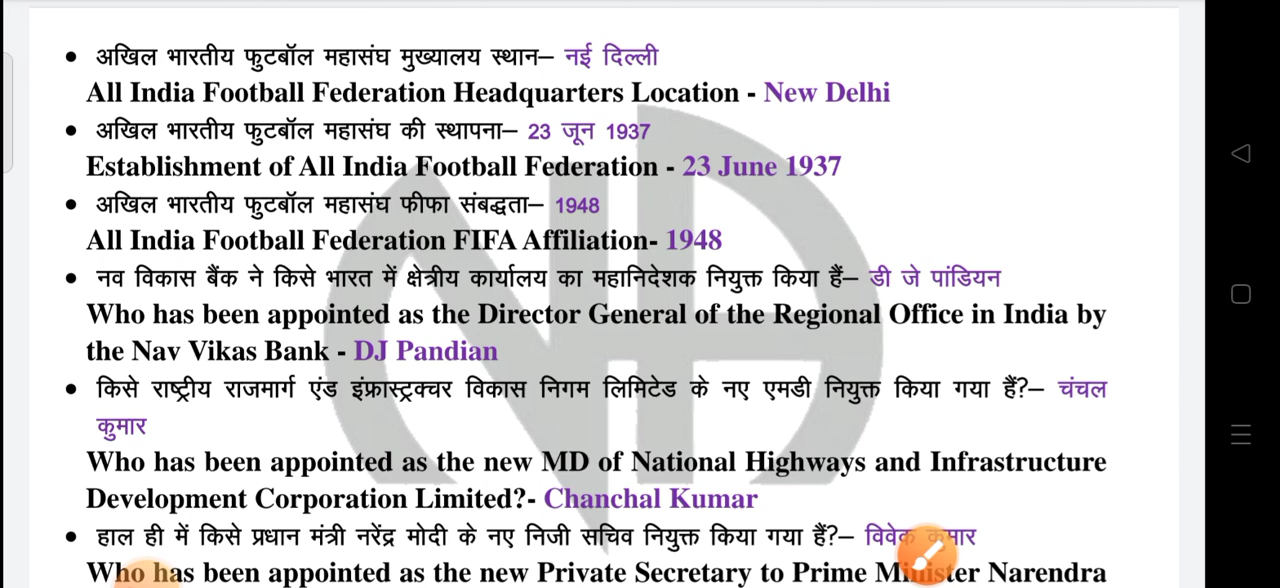 • अखिल भारतीय फुटबॉल महासंघ मुख्यालय स्थान– नई दिल्ली
All India Football Federation Headquarters Location - New Delhi
• अखिल भारतीय फुटबॉल महासंघ की स्थापना– 23 जून 1937
Establishment of All India Football Federation - 23 June 1937
• अखिल भारतीय फुटबॉल महासंघ फीफा संबद्धता– 1948
All India Football Federation FIFA Affiliation- 1948
• नव विकास बैंक ने किसे भारत में क्षेत्रीय कार्यालय का महानिदेशक नियुक्त किया हैं– डी जे पांडियन
Who has been appointed as the Director General of the Regional Office in India by
the Nav Vikas Bank - DJ Pandian
• किसे राष्ट्रीय राजमार्ग एंड इंफ्रास्ट्रक्चर विकास निगम लिमिटेड के नए एमडी नियुक्त किया गया हैं?– चंचल
कुमार
Who has been appointed as the new MD of National Highways and Infrastructure
Development Corporation Limited?- Chanchal Kumar
• हाल ही में किसे प्रधान मंत्री नरेंद्र मोदी के नए निजी सचिव नियुक्त किया गया हैं?– विवेक कुमार
Who has been appointed as the new Private Secretary to Prime Minister Narendra